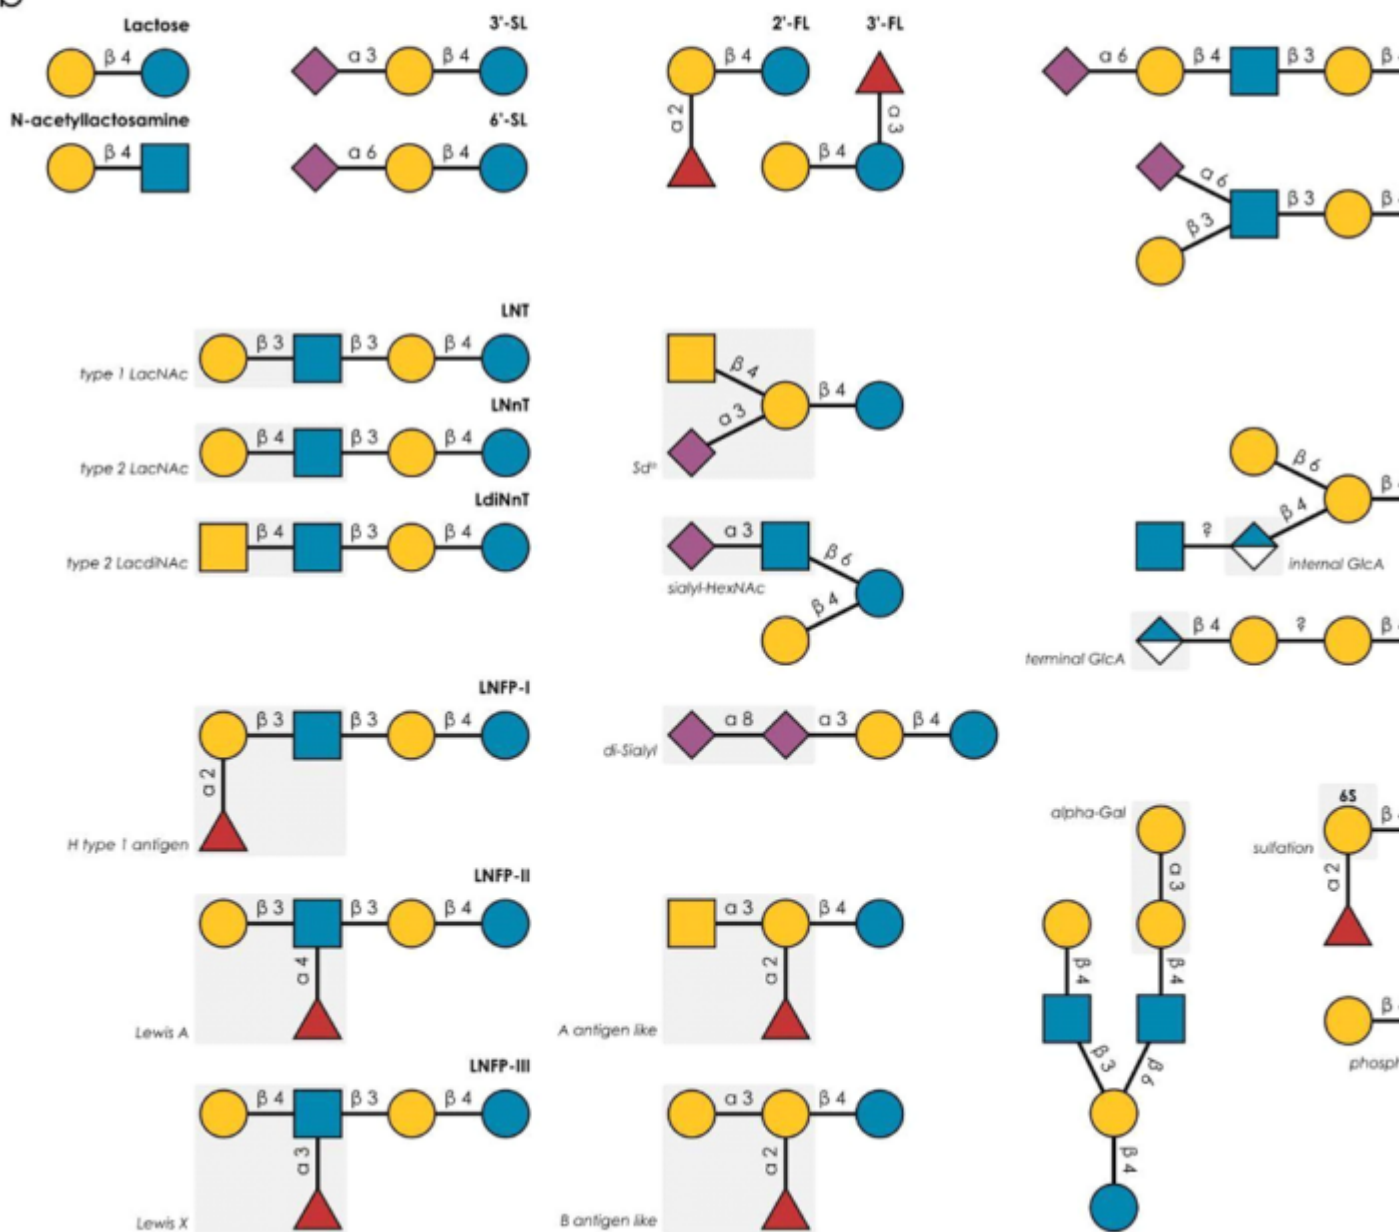 Lactose
β 4
N-acetyllactosamine
β 4
3'-SL
α 3 β 4
6'-SL
α 6 β 4
2'-FL 3'-FL
β 4
α 2 α 3
β 4
α 6 β 4 β 3 β
α 6
β 3 β
β 3
LNT
β 3 β 3 β 4
type 1 LacNAc
LNnT
β 4 β 3 β 4
type 2 LacNAc
LdiNnT
β 4 β 3 β 4
type 2 LacdiNAc
β 4
β 4
α 3
Sdᵃ
α 3
β 6
sialyl-HexNAc
β 4
β 6
β
β 4
?
internal GlcA
β 4 ? β
terminal GlcA
LNFP-I
β 3 β 3 β 4
α 2
H type 1 antigen
α 8 α 3 β 4
di-Sialyl
LNFP-II
β 3 β 3 β 4
α 4
Lewis A
α 3 β 4
α 2
A antigen like
LNFP-III
β 4 β 3 β 4
α 3
Lewis X
α 3 β 4
α 2
B antigen like
alpha-Gal
α 3
β 4 β 4
β 3 β 6
β 4
6S
β
sulfation
α 2
β
phosph